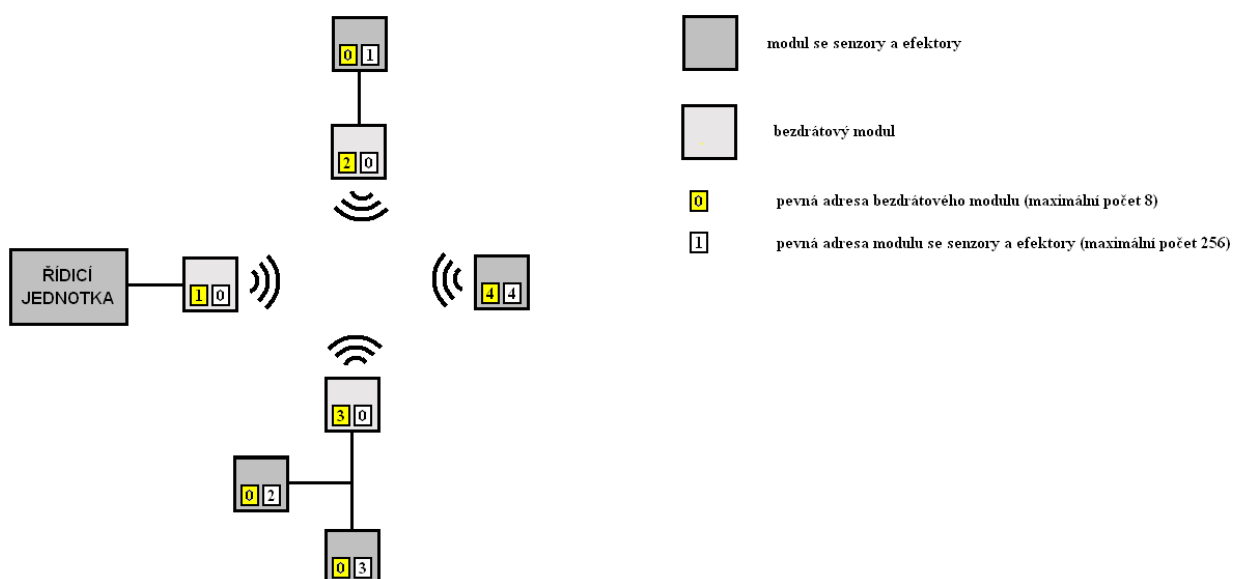 0 1
2 0
ŘÍDICÍ
JEDNOTKA
1 0
4 4
3 0
0 2
0 3
modul se senzory a efektory
bezdrátový modul
0 pevná adresa bezdrátového modulu (maximální počet 8)
1 pevná adresa modulu se senzory a efektory (maximální počet 256)